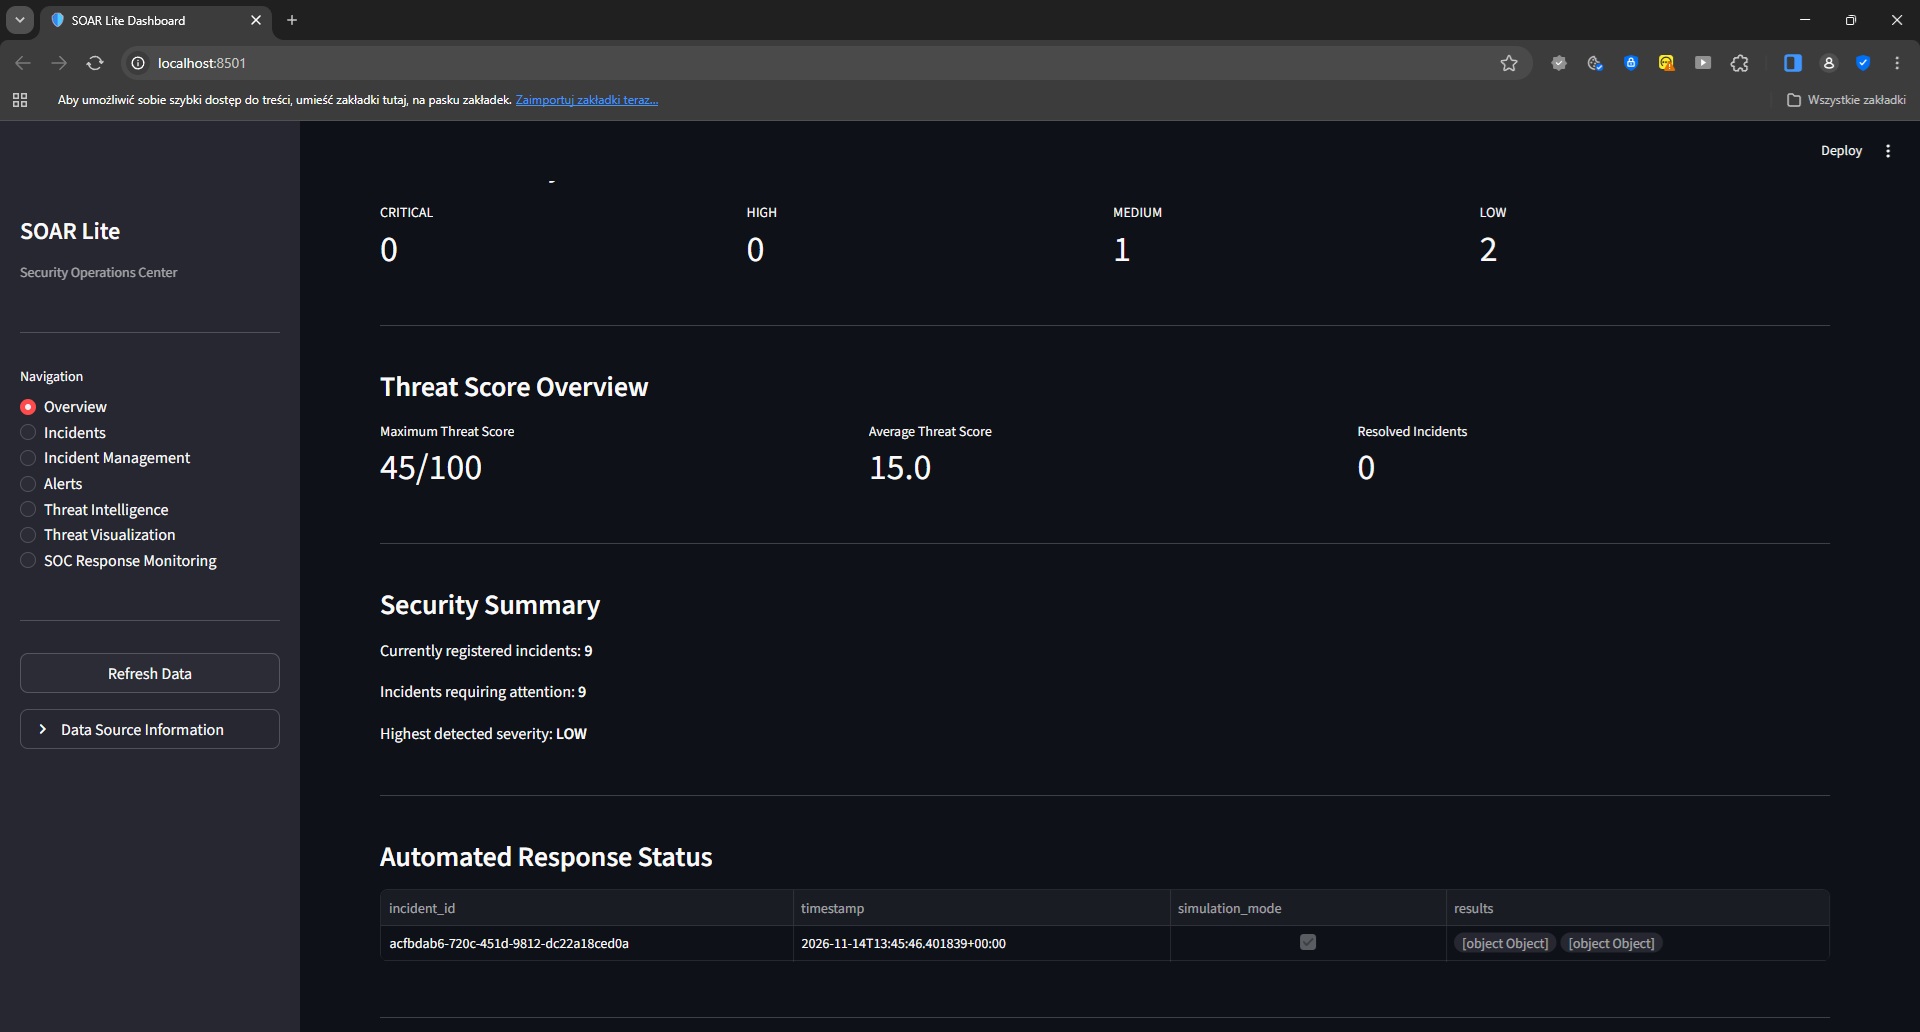 SOAR Lite Dashboard
localhost:8501
Aby umożliwić sobie szybki dostęp do treści, umieść zakładki tutaj, na pasku zakładek. Zaimportuj zakładki teraz...
Wszystkie zakładki
Deploy
SOAR Lite
Security Operations Center
Navigation
Overview
Incidents
Incident Management
Alerts
Threat Intelligence
Threat Visualization
SOC Response Monitoring
Refresh Data
Data Source Information
CRITICAL HIGH MEDIUM LOW
0 0 1 2
Threat Score Overview
Maximum Threat Score Average Threat Score Resolved Incidents
45/100 15.0 0
Security Summary
Currently registered incidents: 9
Incidents requiring attention: 9
Highest detected severity: LOW
Automated Response Status
incident_id timestamp simulation_mode results
acfbdab6-720c-451d-9812-dc22a18ced0a 2026-11-14T13:45:46.401839+00:00 [object Object] [object Object]